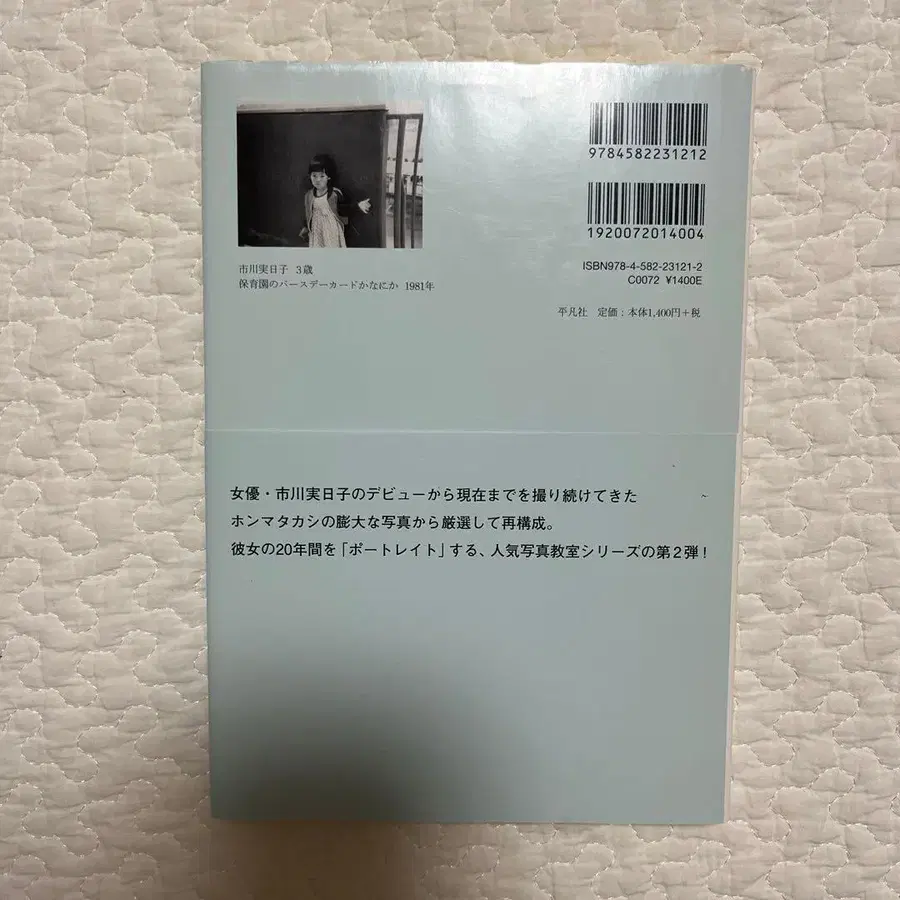 9784582231212
1920072014004
ISBN978-4-582-23121-2
C0072 ¥1400E
平凡社 定価:本体1,400円+税
市川実日子 3歳
保育園のバースデーカードかなにか 1981年
女優・市川実日子のデビューから現在までを撮り続けてきた
ホンマタカシの膨大な写真から厳選して再構成。
彼女の20年間を「ポートレイト」する、人気写真教室シリーズの第2弾!